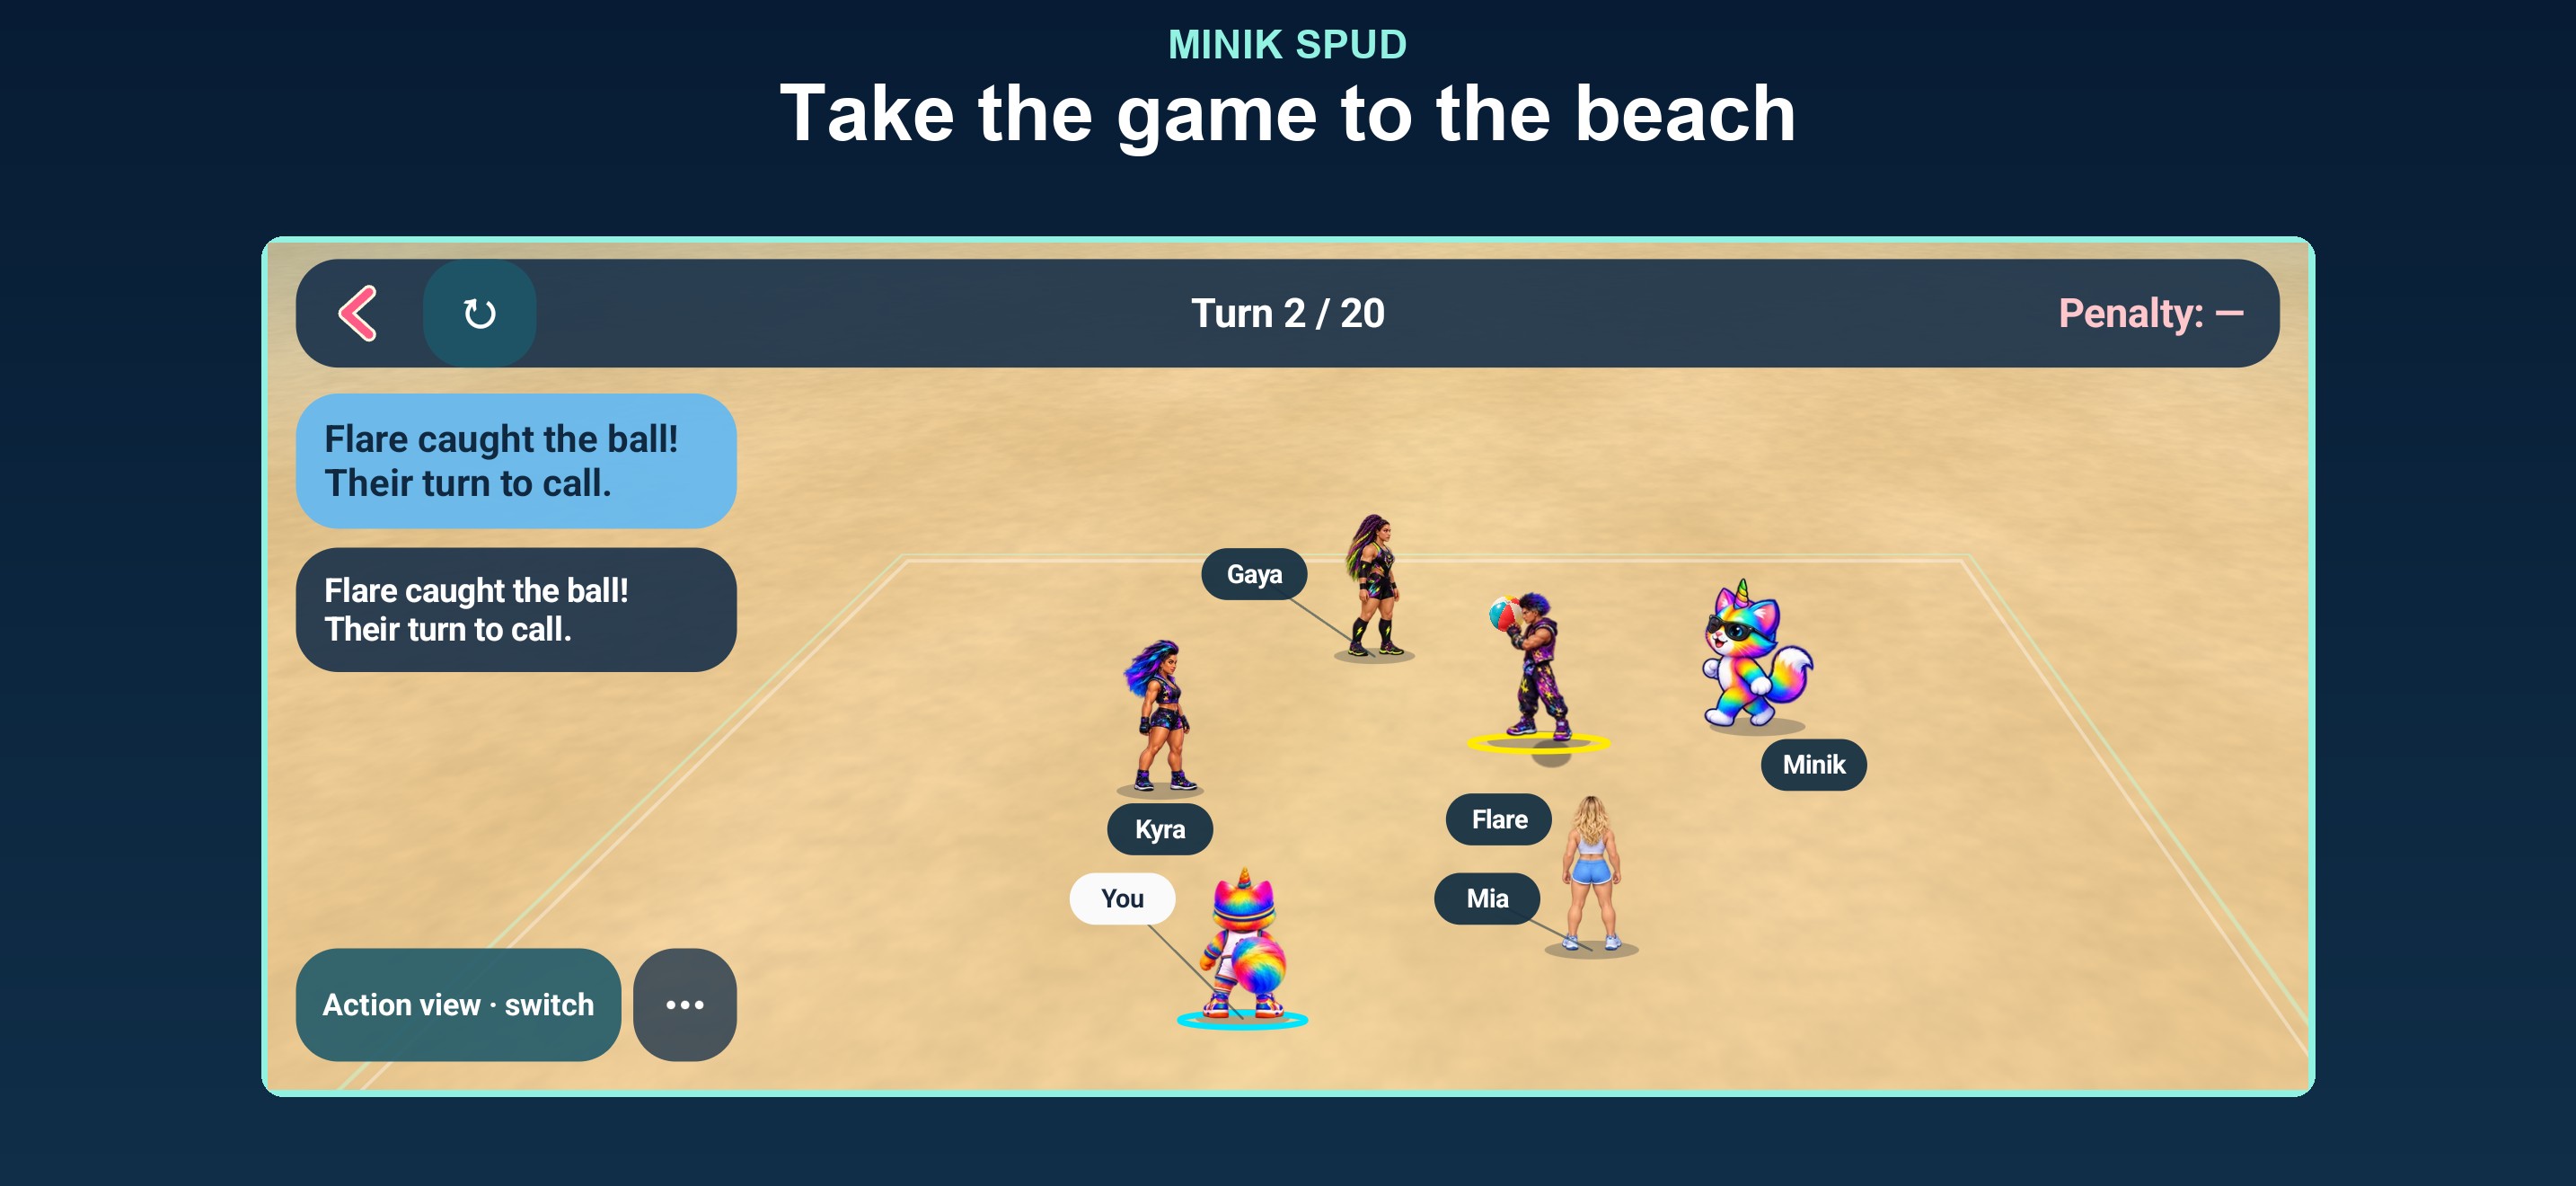 MINIK SPUD
Take the game to the beach
Turn 2 / 20
Penalty: —
Flare caught the ball!
Their turn to call.
Flare caught the ball!
Their turn to call.
Gaya
Minik
Kyra
Flare
You
Mia
Action view · switch
•••